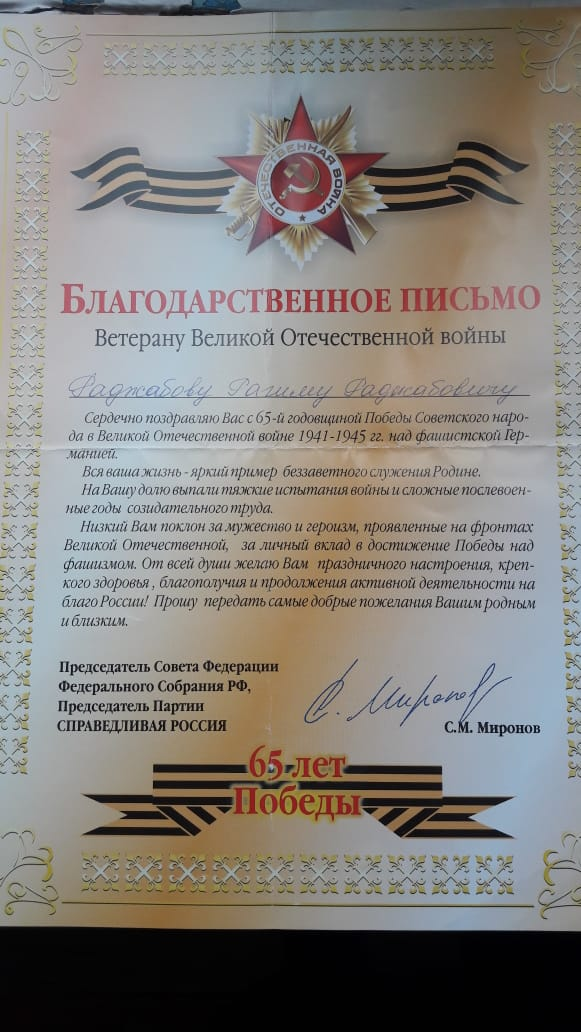 ОТЕЧЕСТВЕННАЯ ВОЙНА
БЛАГОДАРСТВЕННОЕ ПИСЬМО
Ветерану Великой Отечественной войны
Раджабову Рагиму Раджабовичу
Сердечно поздравляю Вас с 65-й годовщиной Победы Советского наро-
да в Великой Отечественной войне 1941-1945 гг. над фашистской Гер-
манией.
Вся ваша жизнь - яркий пример беззаветного служения Родине.
На Вашу долю выпали тяжкие испытания войны и сложные послевоен-
ные годы созидательного труда.
Низкий Вам поклон за мужество и героизм, проявленные на фронтах
Великой Отечественной, за личный вклад в достижение Победы над
фашизмом. От всей души желаю Вам праздничного настроения, креп-
кого здоровья , благополучия и продолжения активной деятельности на
благо России! Прошу передать самые добрые пожелания Вашим родным
и близким.
Председатель Совета Федерации
Федерального Собрания РФ,
Председатель Партии
СПРАВЕДЛИВАЯ РОССИЯ
С. Миронов
С.М. Миронов
65 лет
Победы